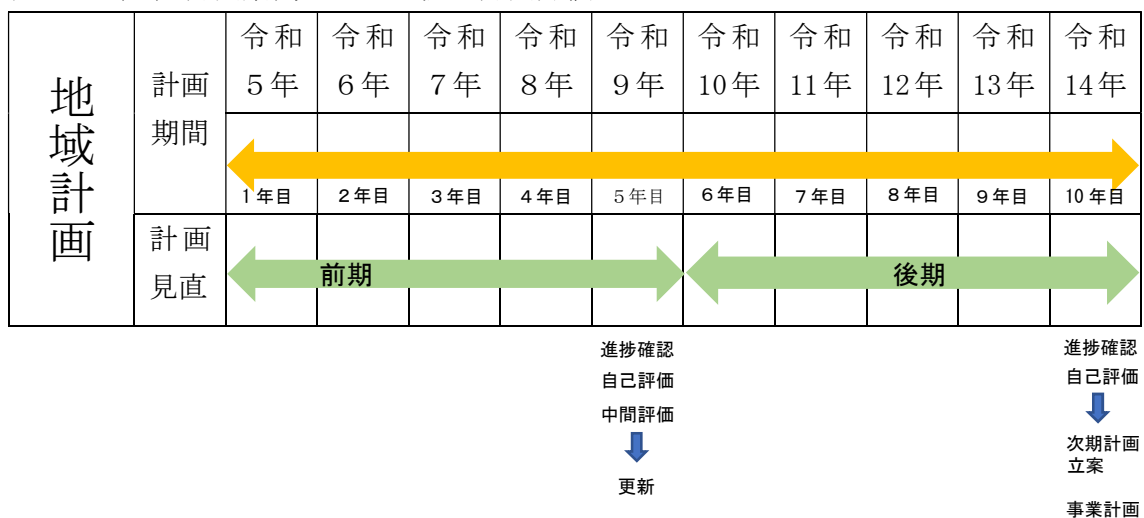 地域計画
計画期間
令和5年 令和6年 令和7年 令和8年 令和9年 令和10年 令和11年 令和12年 令和13年 令和14年
1年目 2年目 3年目 4年目 5年目 6年目 7年目 8年目 9年目 10年目
計画見直
前期 後期
進捗確認
自己評価
中間評価
更新
進捗確認
自己評価
次期計画
立案
事業計画